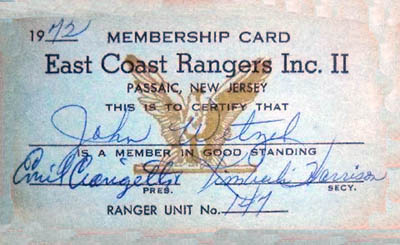 1972 MEMBERSHIP CARD
East Coast Rangers Inc. II
PASSAIC, NEW JERSEY
THIS IS TO CERTIFY THAT
John
IS A MEMBER IN GOOD STANDING
Emil Harrison
PRES. SECY.
RANGER UNIT No. 147